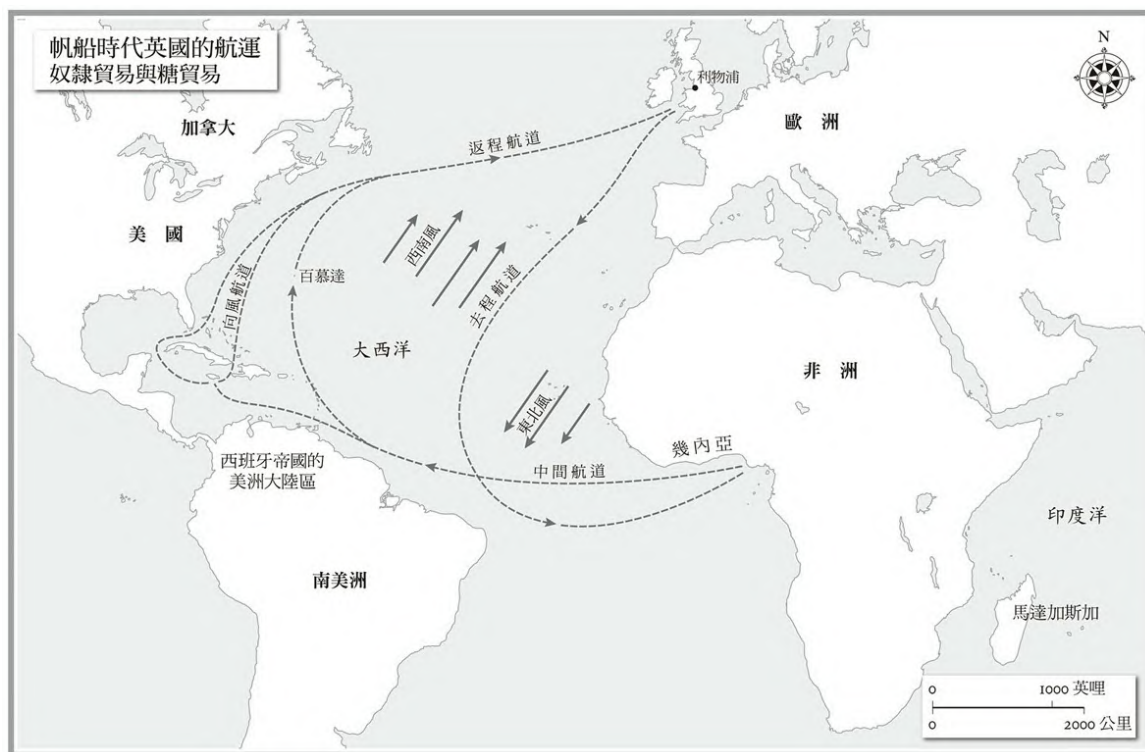 帆船時代英國的航運
奴隸貿易與糖貿易
N
利物浦
加拿大
歐洲
返程航道
美國
西南風
百慕達
向風航道
去程航道
大西洋
非洲
東北風
幾內亞
中間航道
西班牙帝國的
美洲大陸區
印度洋
南美洲
馬達加斯加
0 1000 英哩
0 2000 公里